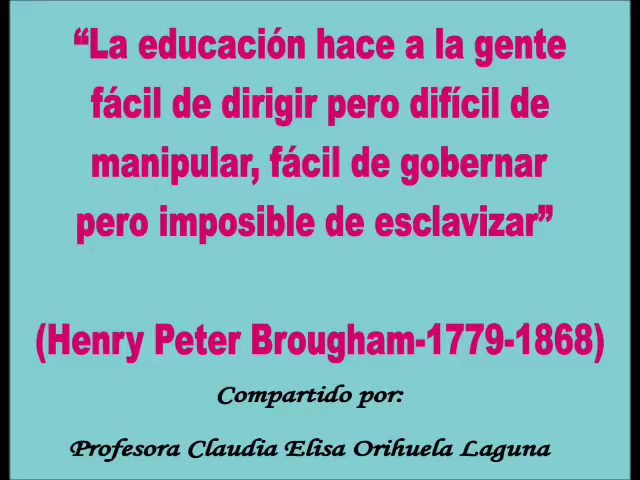 “La educación hace a la gente
fácil de dirigir pero difícil de
manipular, fácil de gobernar
pero imposible de esclavizar”
(Henry Peter Brougham-1779-1868)
Compartido por:
Profesora Claudia Elisa Orihuela Laguna